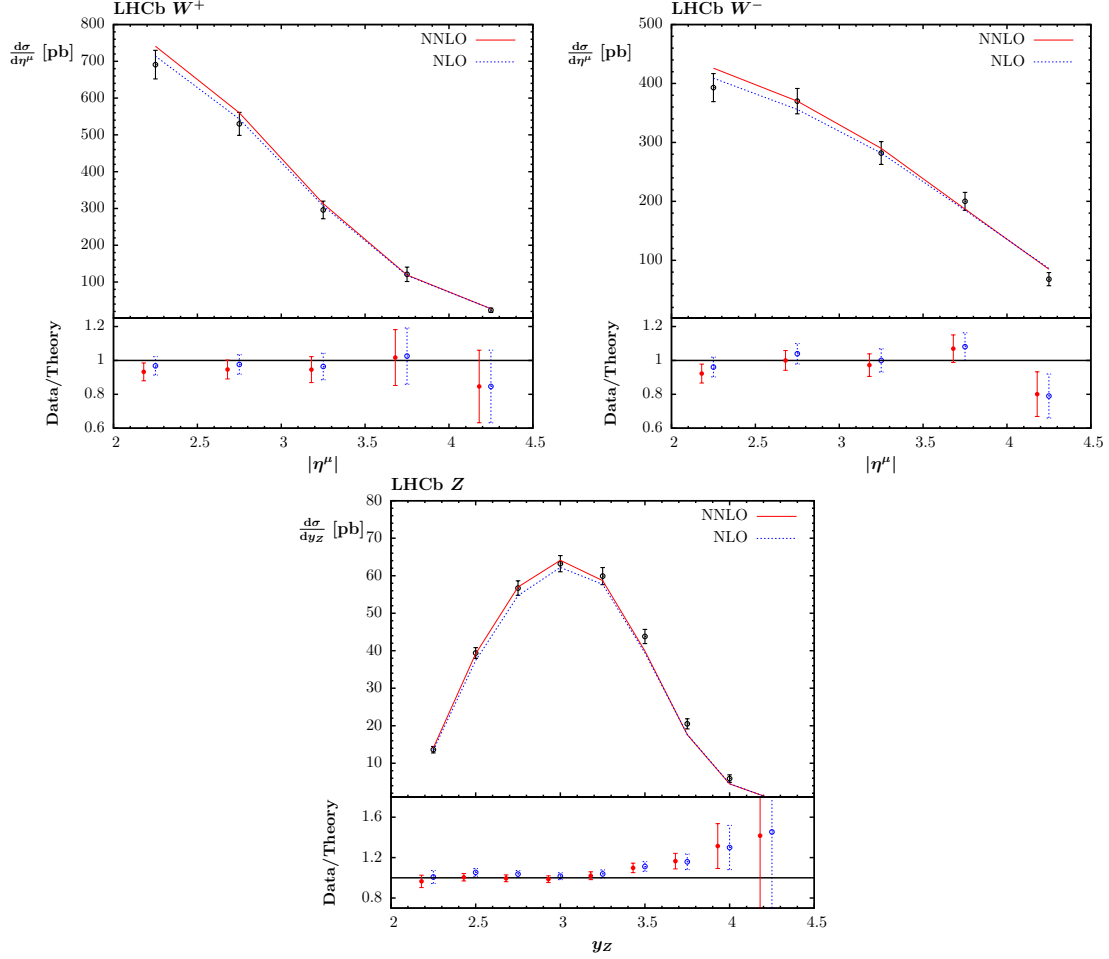 LHCb W⁺
dσ/dη^μ [pb]
NNLO
NLO
800
700
600
500
400
300
200
100
Data/Theory
1.2
1
0.8
0.6
2 2.5 3 3.5 4 4.5
|η^μ|
LHCb W⁻
dσ/dη^μ [pb]
NNLO
NLO
500
400
300
200
100
Data/Theory
1.2
1
0.8
0.6
2 2.5 3 3.5 4 4.5
|η^μ|
LHCb Z
dσ/dy_Z [pb]
NNLO
NLO
80
70
60
50
40
30
20
10
Data/Theory
1.6
1.2
0.8
2 2.5 3 3.5 4 4.5
y_Z